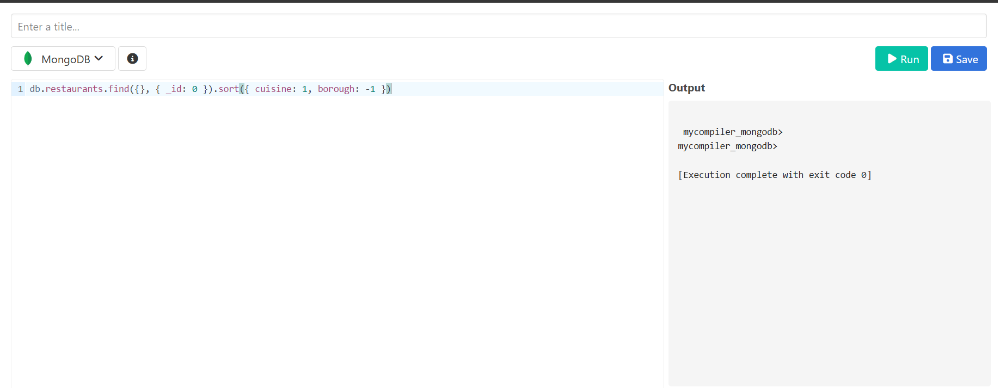 Enter a title...
MongoDB
Run
Save
1 db.restaurants.find({}, { _id: 0 }).sort({ cuisine: 1, borough: -1 })
Output
mycompiler_mongodb>
mycompiler_mongodb>
[Execution complete with exit code 0]